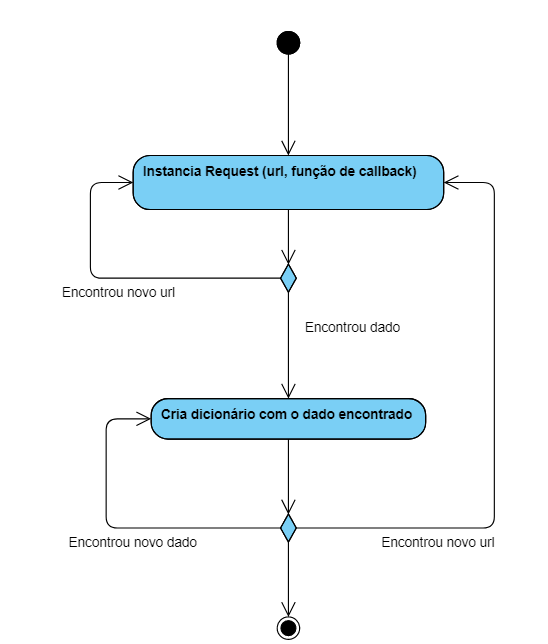 Instancia Request (url, função de callback)
Encontrou novo url
Encontrou dado
Cria dicionário com o dado encontrado
Encontrou novo dado
Encontrou novo url